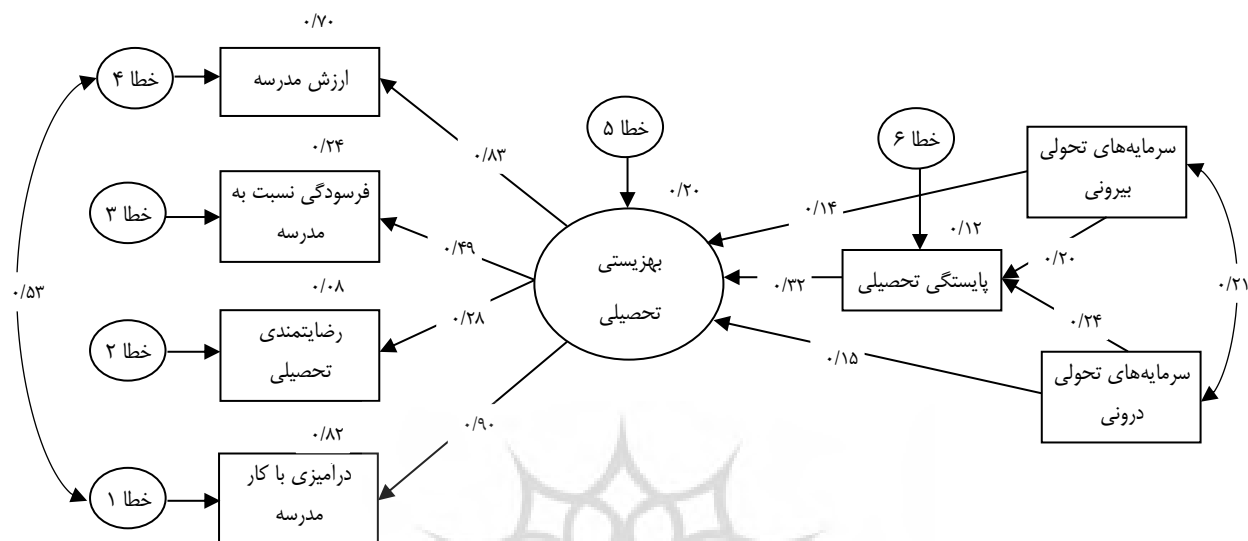 ۰/۷۰
خطا ۴
ارزش مدرسه
۰/۲۴
خطا ۳
فرسودگی نسبت به
مدرسه
۰/۰۸
خطا ۲
رضایتمندی
تحصیلی
۰/۸۲
خطا ۱
درآمیزی با کار
مدرسه
۰/۵۳
۰/۸۳
۰/۴۹
۰/۲۸
۰/۹۰
خطا ۵
۰/۲۰
بهزیستی
تحصیلی
۰/۱۴
۰/۳۲
۰/۱۵
خطا ۶
۰/۱۲
پایستگی تحصیلی
۰/۲۰
۰/۲۴
سرمایه‌های تحولی
بیرونی
سرمایه‌های تحولی
درونی
۰/۲۱